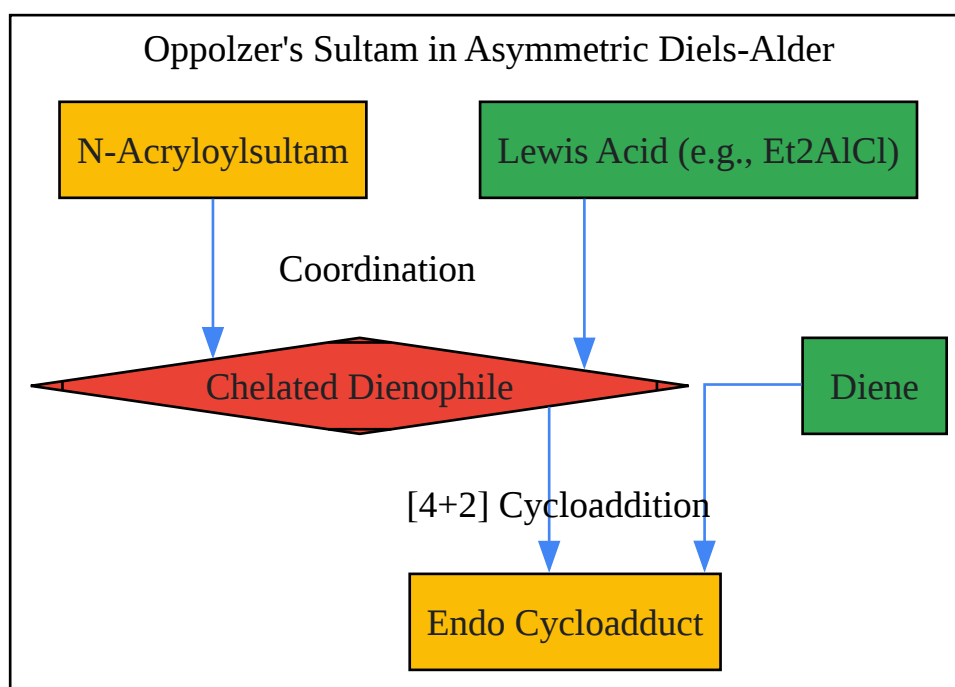 Oppolzer's Sultam in Asymmetric Diels-Alder
N-Acryloylsultam
Lewis Acid (e.g., Et2AlCl)
Coordination
Chelated Dienophile
Diene
[4+2] Cycloaddition
Endo Cycloadduct